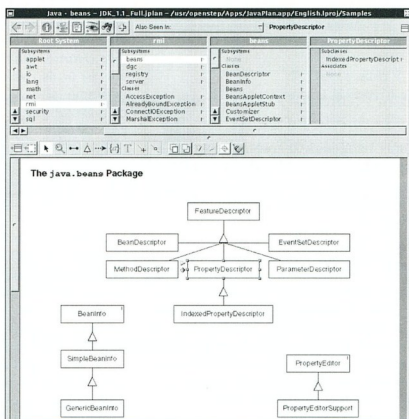 Java - beans - JDK_1.1_Full.jplan - /usr/openstep/Apps/JavaPlan.app/English.lproj/Samples
Also Seen In:
PropertyDescriptor
Root System
rmi
beans
PropertyDescriptor
Subsystems
applet r
awt r
io r
lang r
math r
net r
rmi r
security r
sql r
Subsystems
beans r
dgc r
registry r
server r
Classes
AccessException r
AlreadyBoundException r
ConnectIOException r
MarshalException r
Subsystems
None
Classes
BeanDescriptor r
BeanInfo r
Beans r
BeansAppletContext r
BeansAppletStub r
Customizer r
EventSetDescriptor r
Subclasses
IndexedPropertyDescript r
Associates
The java.beans Package
FeatureDescriptor
BeanDescriptor
EventSetDescriptor
MethodDescriptor
PropertyDescriptor
ParameterDescriptor
BeanInfo
IndexedPropertyDescriptor
SimpleBeanInfo
PropertyEditor
GenericBeanInfo
PropertyEditorSupport